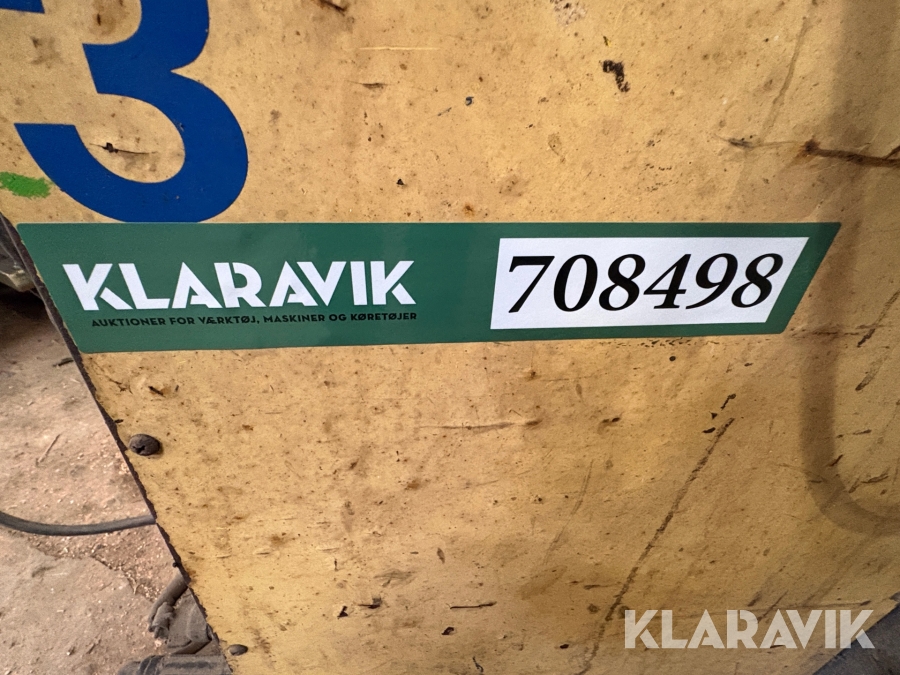 3
KLARAVIK
AUKTIONER FOR VÆRKTØJ, MASKINER OG KØRETØJER
708498
KLARAVIK